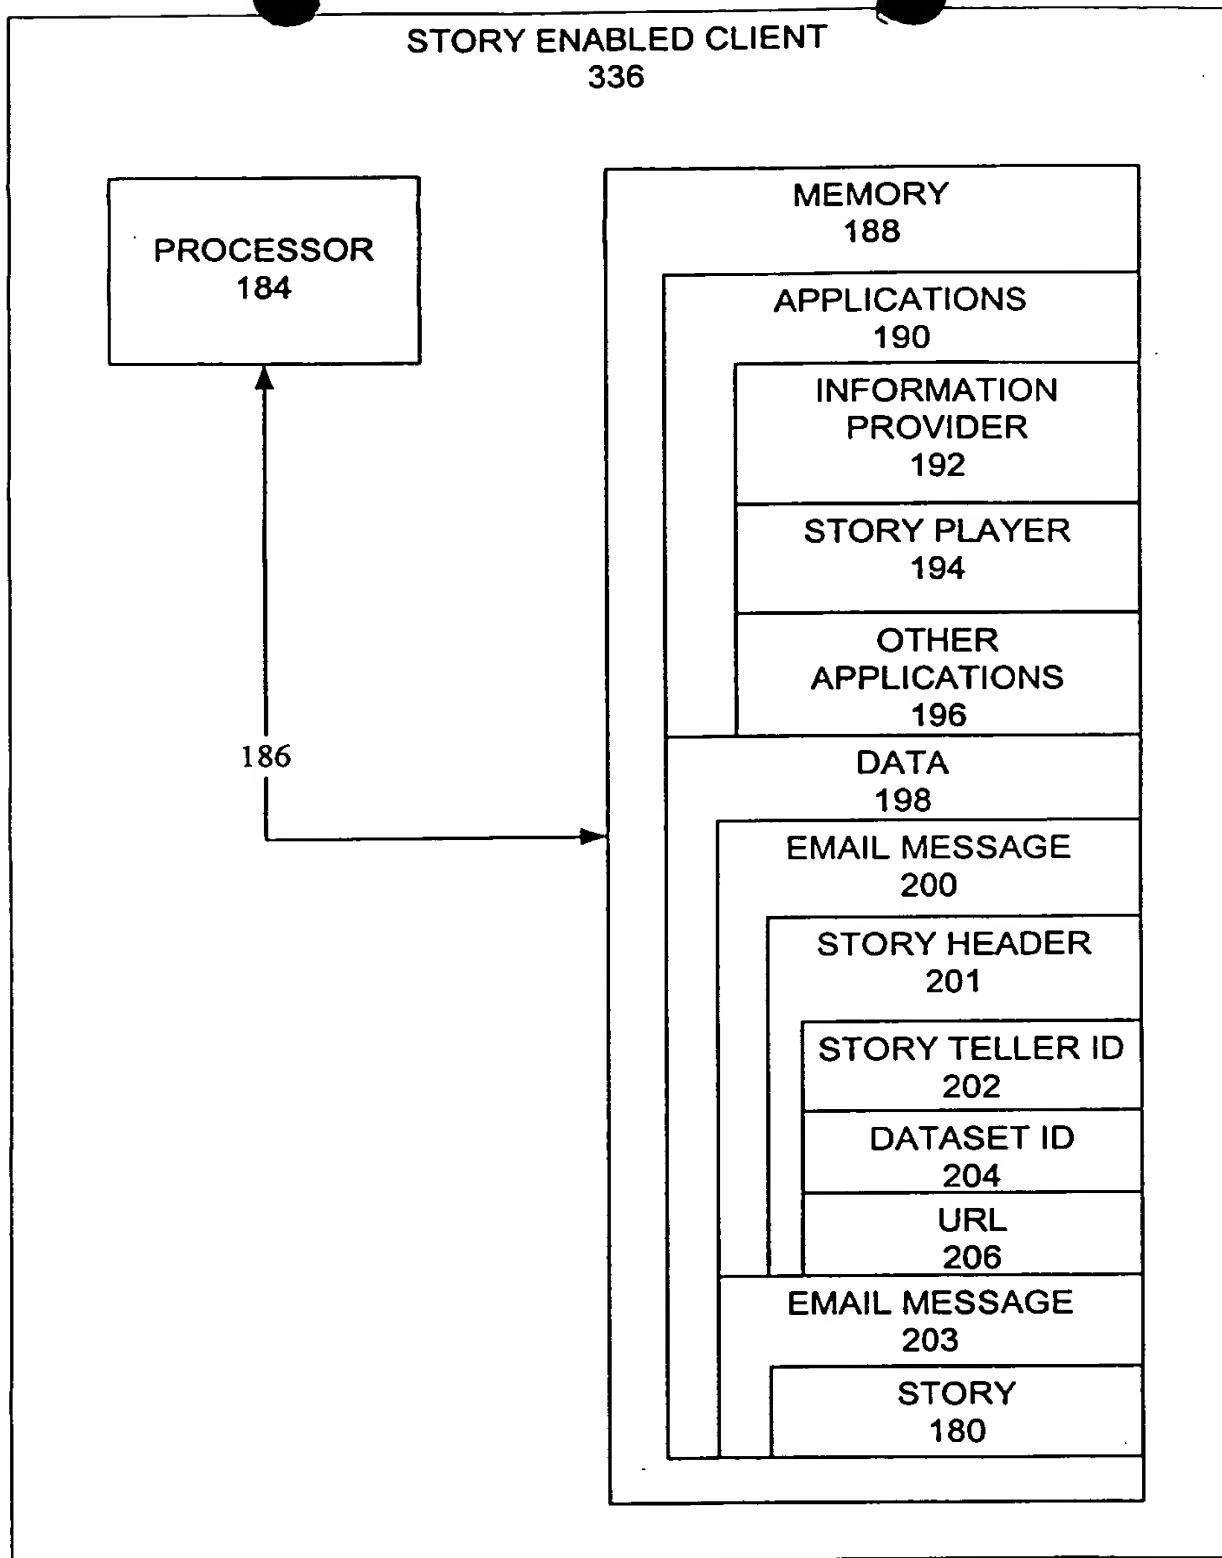 STORY ENABLED CLIENT
336
PROCESSOR
184
186
MEMORY
188
APPLICATIONS
190
INFORMATION
PROVIDER
192
STORY PLAYER
194
OTHER
APPLICATIONS
196
DATA
198
EMAIL MESSAGE
200
STORY HEADER
201
STORY TELLER ID
202
DATASET ID
204
URL
206
EMAIL MESSAGE
203
STORY
180